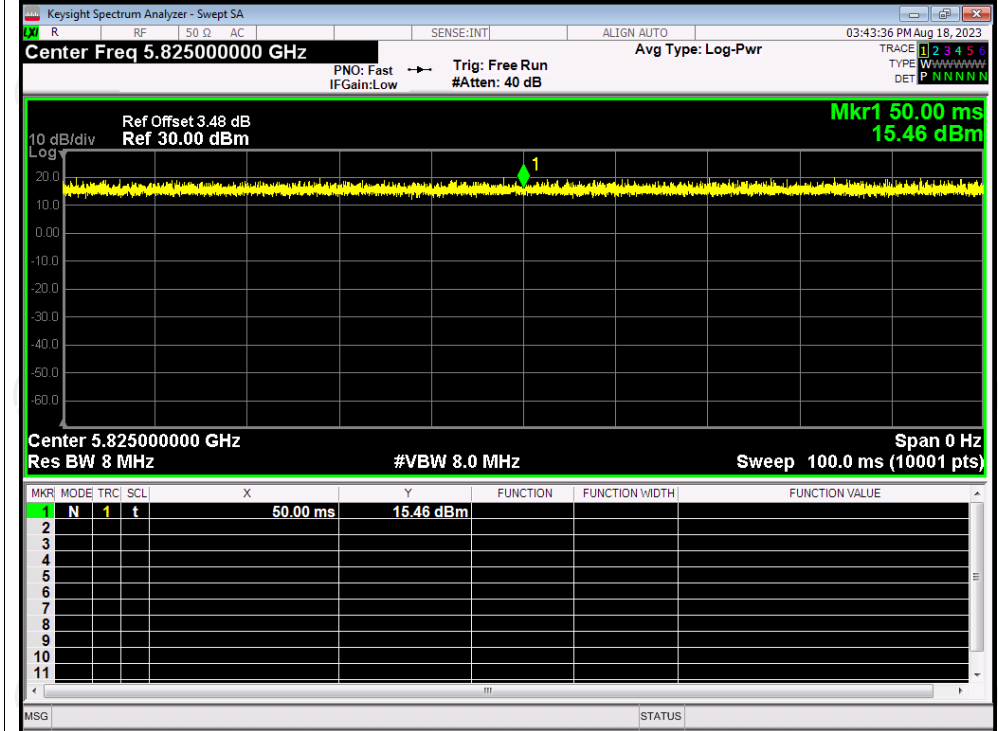 Keysight Spectrum Analyzer - Swept SA
LXI R RF 50 Ω AC SENSE:INT ALIGN AUTO 03:43:36 PM Aug 18, 2023
Center Freq 5.825000000 GHz Avg Type: Log-Pwr TRACE 1 2 3 4 5 6
PNO: Fast Trig: Free Run TYPE WWWWWW
IFGain:Low #Atten: 40 dB DET P N N N N N
Mkr1 50.00 ms
Ref Offset 3.48 dB
10 dB/div Ref 30.00 dBm 15.46 dBm
Log
1
20.0
10.0
0.00
-10.0
-20.0
-30.0
-40.0
-50.0
-60.0
Center 5.825000000 GHz Span 0 Hz
Res BW 8 MHz #VBW 8.0 MHz Sweep 100.0 ms (10001 pts)
MKR MODE TRC SCL X Y FUNCTION FUNCTION WIDTH FUNCTION VALUE
1 N 1 t 50.00 ms 15.46 dBm
2
3
4
5
6
7
8
9
10
11
MSG STATUS